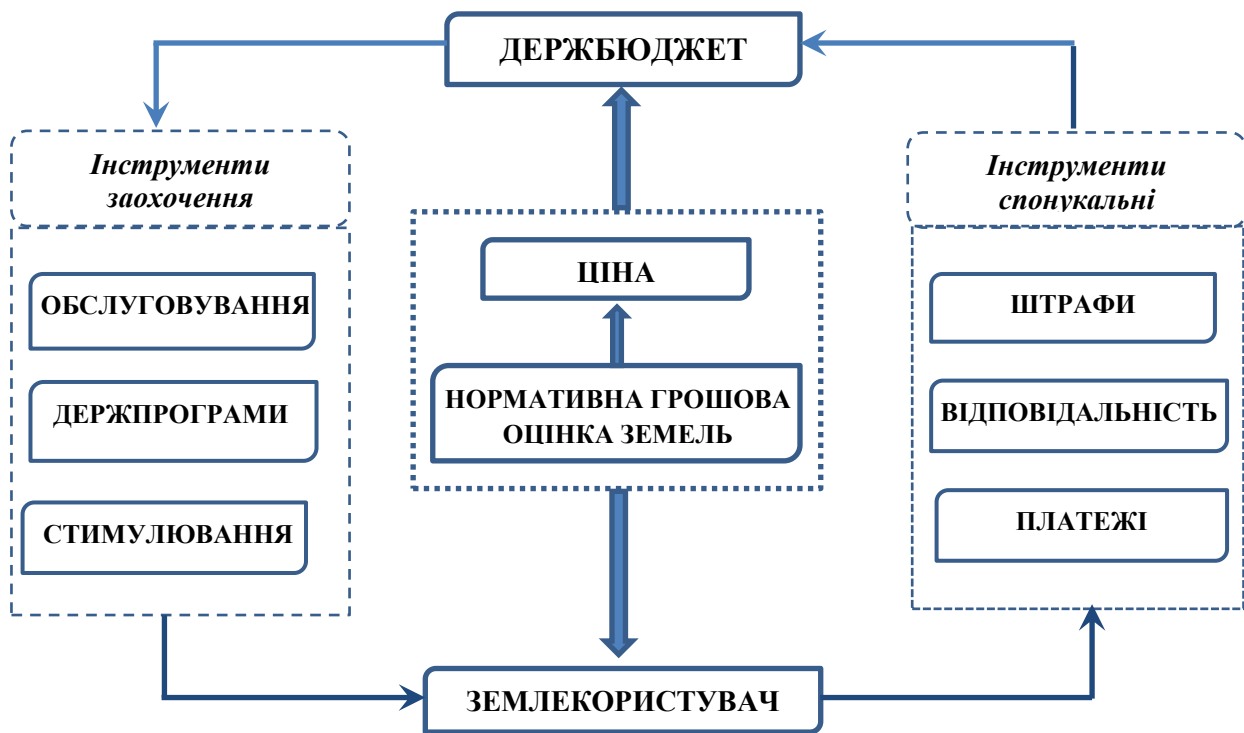 ДЕРЖБЮДЖЕТ
Інструменти
заохочення
ОБСЛУГОВУВАННЯ
ДЕРЖПРОГРАМИ
СТИМУЛЮВАННЯ
ЦІНА
НОРМАТИВНА ГРОШОВА
ОЦІНКА ЗЕМЕЛЬ
Інструменти
спонукальні
ШТРАФИ
ВІДПОВІДАЛЬНІСТЬ
ПЛАТЕЖІ
ЗЕМЛЕКОРИСТУВАЧ